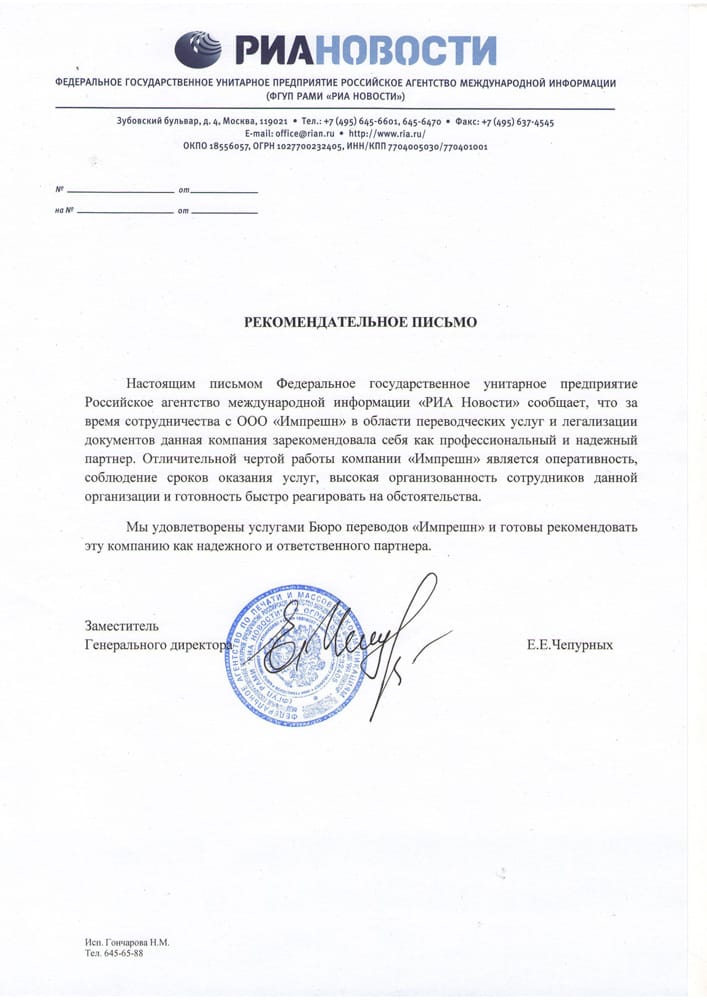 РИАНОВОСТИ
ФЕДЕРАЛЬНОЕ ГОСУДАРСТВЕННОЕ УНИТАРНОЕ ПРЕДПРИЯТИЕ РОССИЙСКОЕ АГЕНТСТВО МЕЖДУНАРОДНОЙ ИНФОРМАЦИИ
(ФГУП РАМИ «РИА НОВОСТИ»)
Зубовский бульвар, д. 4, Москва, 119021 • Тел.: +7 (495) 645-6601, 645-6470 • Факс: +7 (495) 637-4545
E-mail: office@rian.ru • http://www.ria.ru/
ОКПО 18556057, ОГРН 1027700232405, ИНН/КПП 7704005030/770401001
№ от
на № от
РЕКОМЕНДАТЕЛЬНОЕ ПИСЬМО
Настоящим письмом Федеральное государственное унитарное предприятие
Российское агентство международной информации «РИА Новости» сообщает, что за
время сотрудничества с ООО «Импрешн» в области переводческих услуг и легализации
документов данная компания зарекомендовала себя как профессиональный и надежный
партнер. Отличительной чертой работы компании «Импрешн» является оперативность,
соблюдение сроков оказания услуг, высокая организованность сотрудников данной
организации и готовность быстро реагировать на обстоятельства.
Мы удовлетворены услугами Бюро переводов «Импрешн» и готовы рекомендовать
эту компанию как надежного и ответственного партнера.
Заместитель
Генерального директора
Е.Е.Чепурных
ФЕДЕРАЛЬНОЕ АГЕНТСТВО ПО ПЕЧАТИ И МАССОВЫМ КОММУНИКАЦИЯМ
Исп. Гончарова Н.М.
Тел. 645-65-88